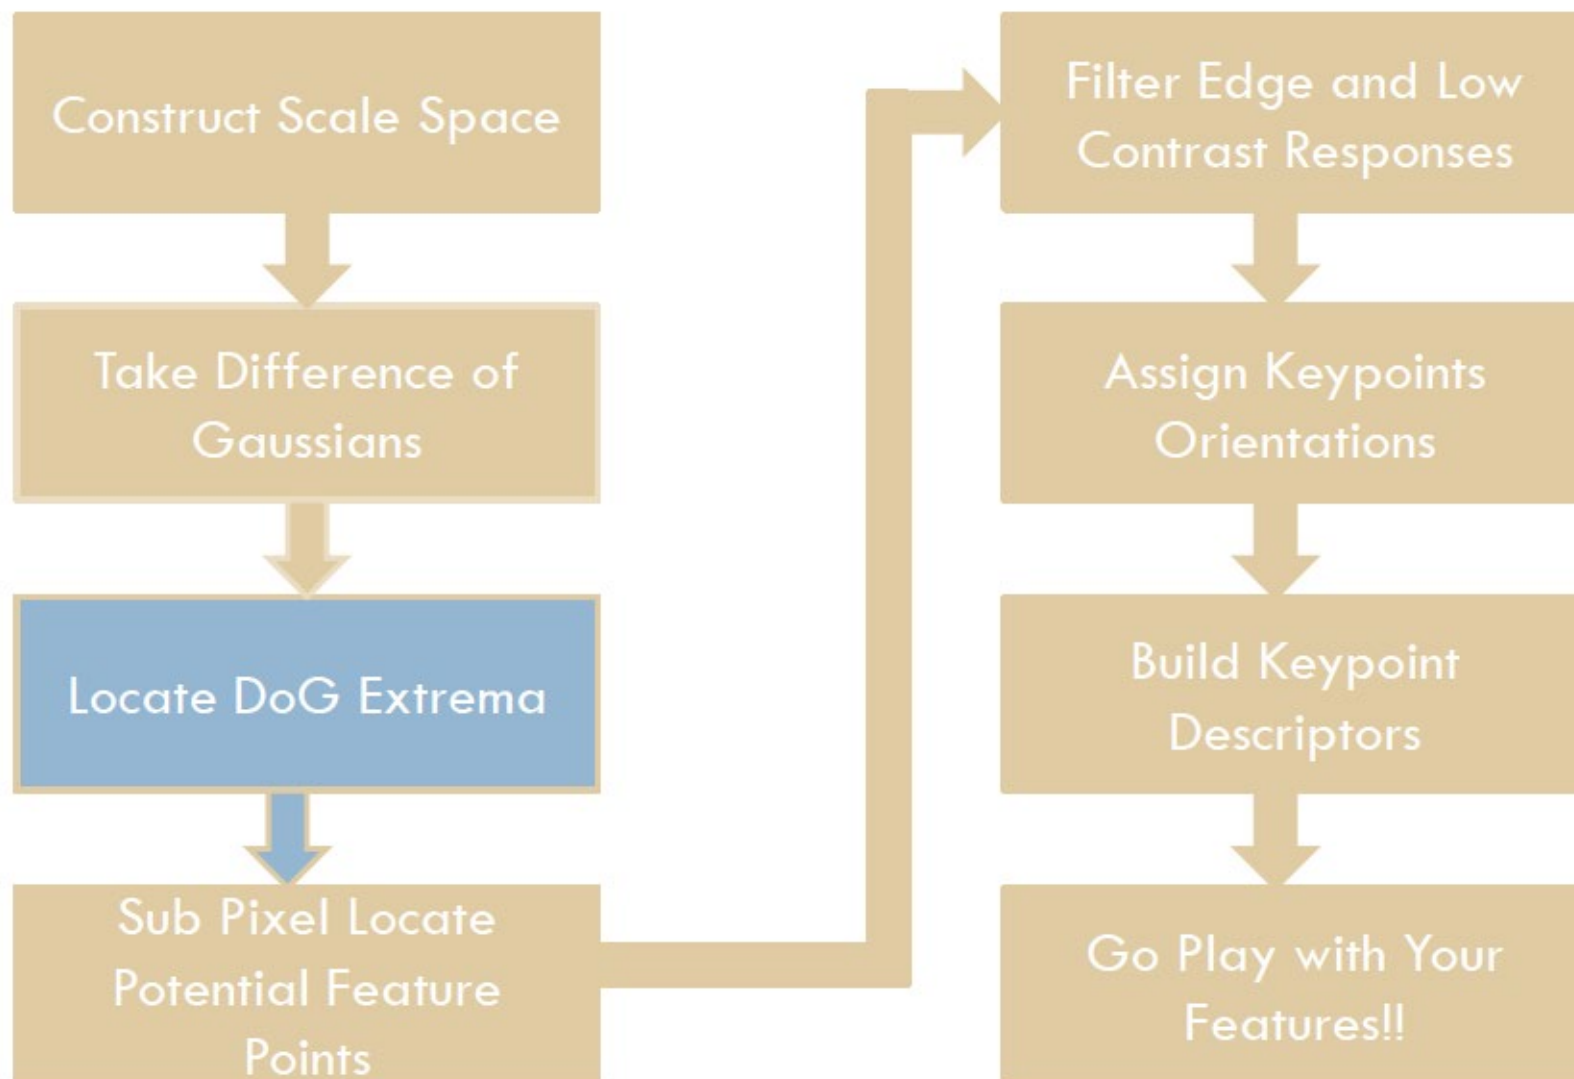 Construct Scale Space
Take Difference of
Gaussians
Locate DoG Extrema
Sub Pixel Locate
Potential Feature
Points
Filter Edge and Low
Contrast Responses
Assign Keypoints
Orientations
Build Keypoint
Descriptors
Go Play with Your
Features!!